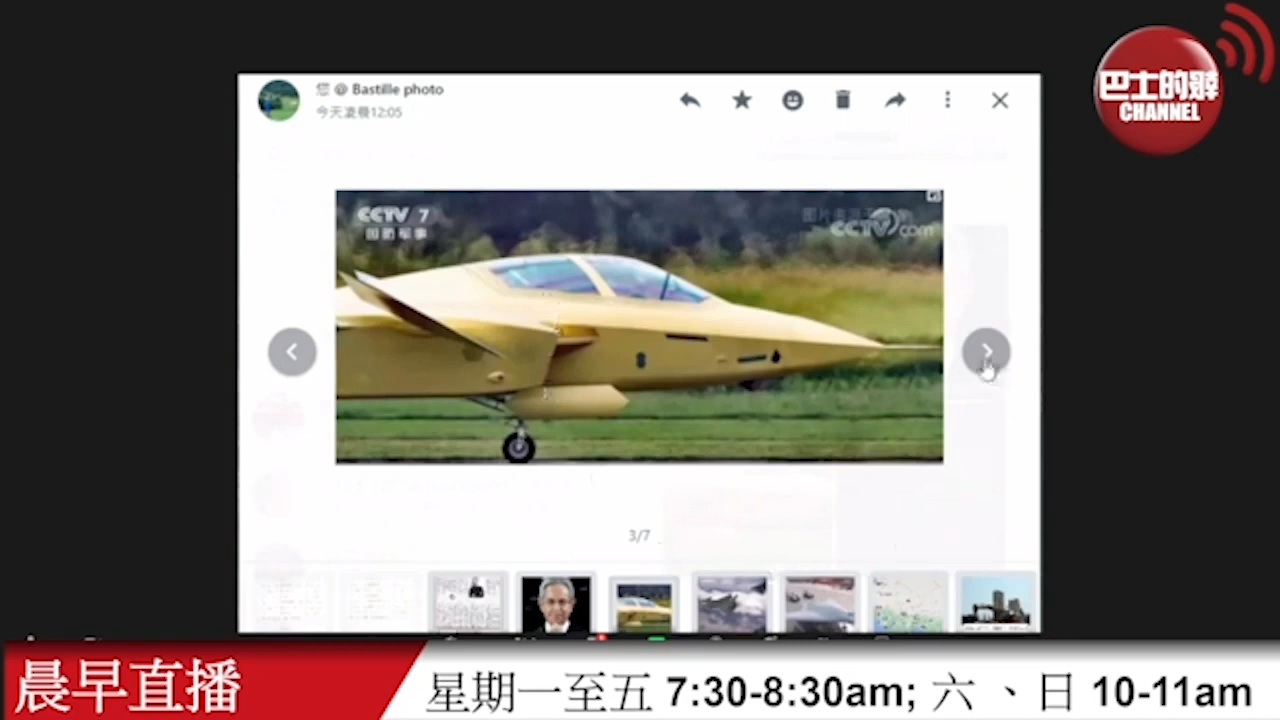 您 @ Bastille photo
今天凌晨12:05
巴士的報
CHANNEL
CCTV 7
国防军事
CCTV.com
3/7
晨早直播
星期一至五 7:30-8:30am; 六、日 10-11am